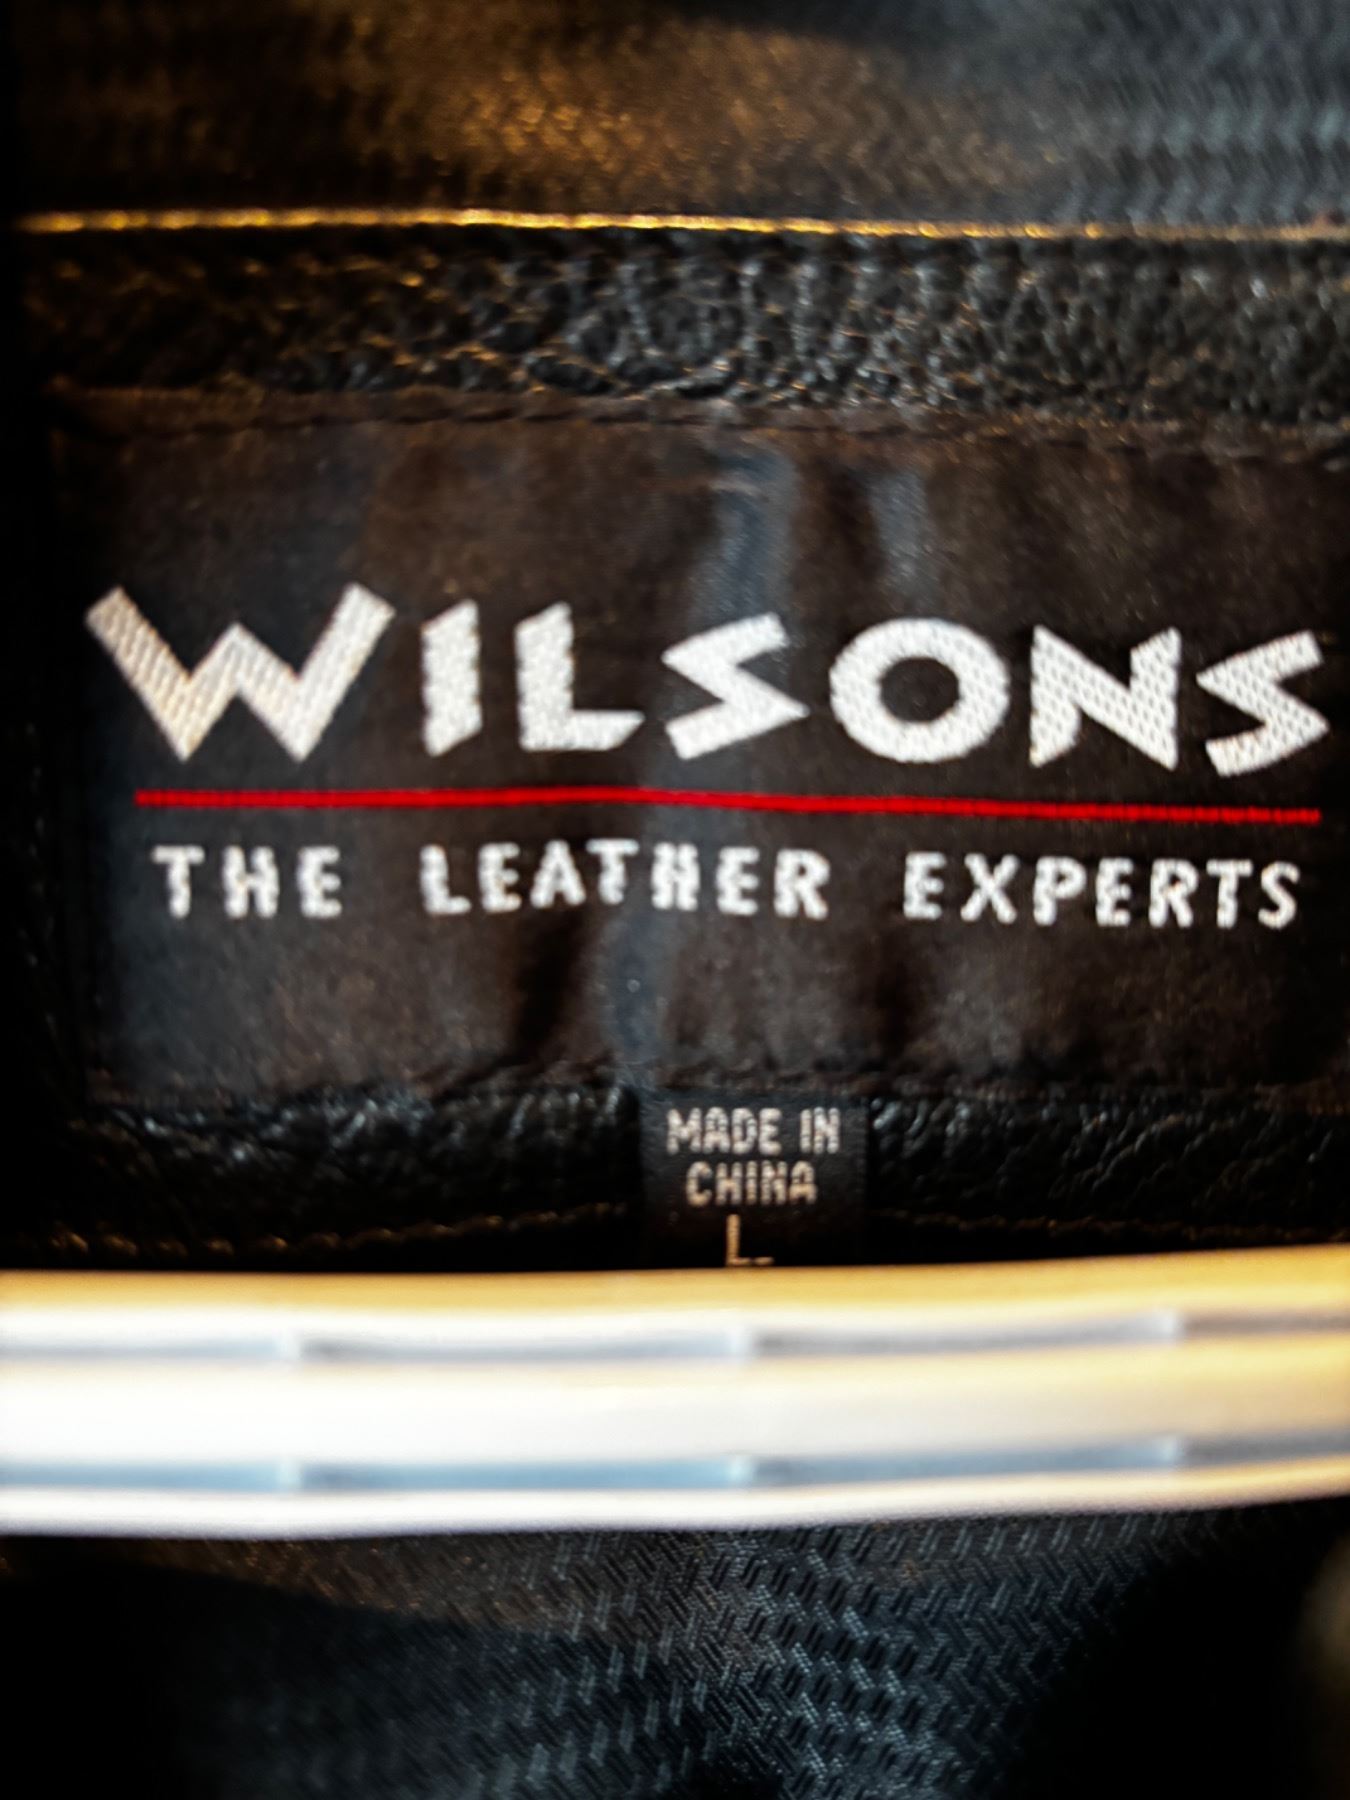 WILSONS
THE LEATHER EXPERTS
MADE IN
CHINA
L